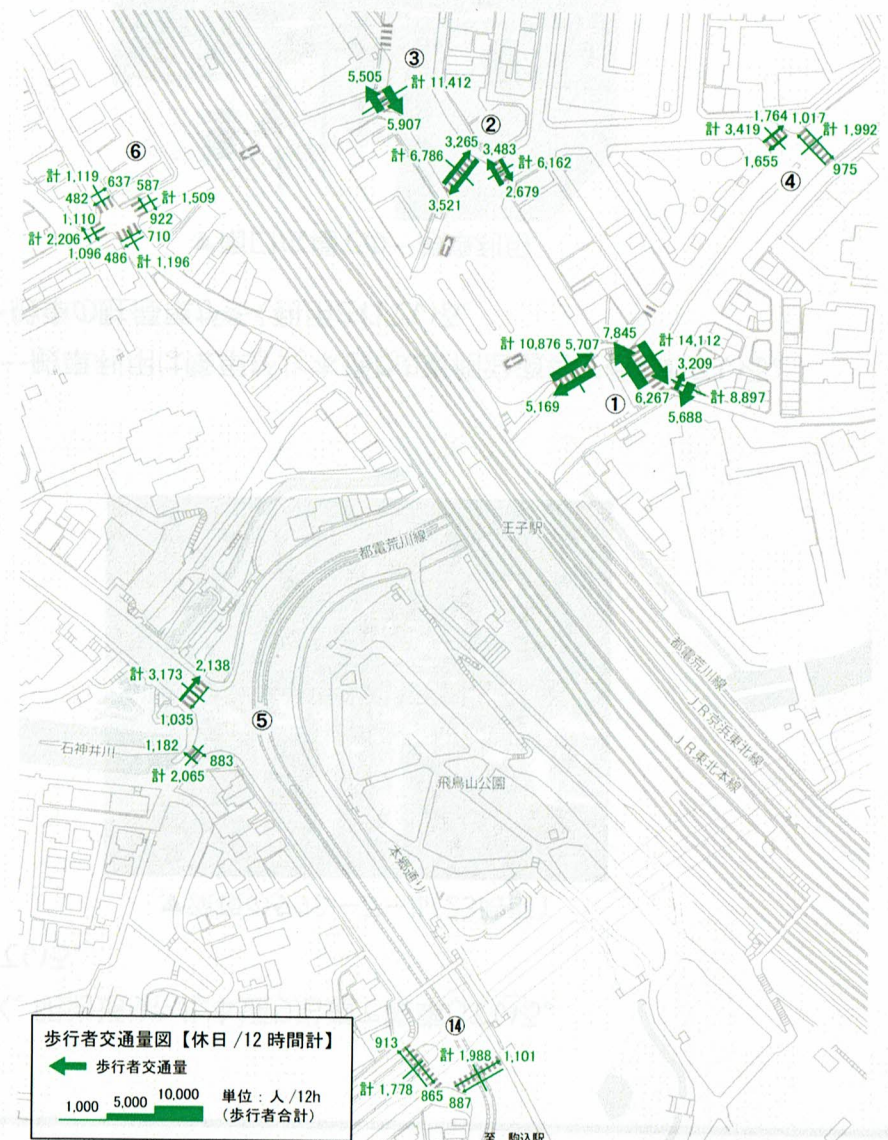 ③
5,505
計 11,412
5,907
②
3,265
3,483
計 6,786
計 6,162
3,521
2,679
1,764
1,017
計 3,419
計 1,992
1,655
975
④
⑥
計 1,119
637
587
482
計 1,509
1,110
922
計 2,206
710
1,096
486
計 1,196
計 10,876
5,707
7,845
計 14,112
3,209
5,169
①
6,267
計 8,897
5,688
王子駅
都電荒川線
都電荒川線
JR京浜東北線
JR東北本線
計 3,173
2,138
1,035
⑤
石神井川
1,182
883
計 2,065
飛鳥山公園
本郷通り
⑭
913
計 1,988
1,101
計 1,778
865
887
至 駒込駅
歩行者交通量図【休日 /12 時間計】
歩行者交通量
1,000
5,000
10,000
単位 : 人 /12h
(歩行者合計)